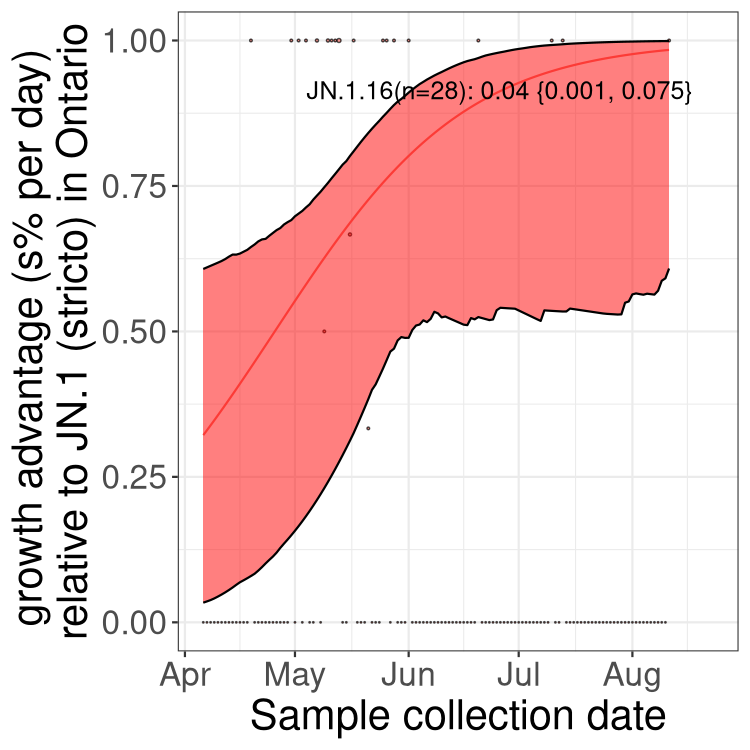 growth advantage (s% per day)
relative to JN.1 (stricto) in Ontario
1.00
0.75
0.50
0.25
0.00
JN.1.16(n=28): 0.04 {0.001, 0.075}
Apr May Jun Jul Aug
Sample collection date